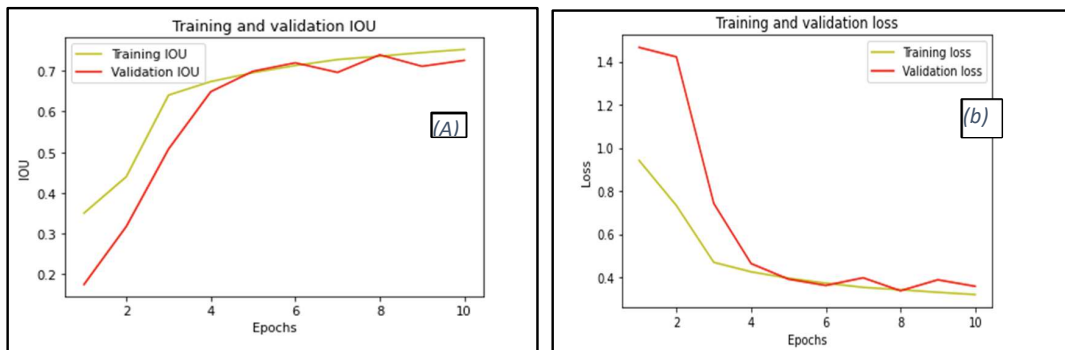 Training and validation IOU
Training IOU
Validation IOU
(A)
0.7
0.6
0.5
0.4
0.3
0.2
IOU
2
4
6
8
10
Epochs
Training and validation loss
Training loss
Validation loss
(b)
1.4
1.2
1.0
0.8
0.6
0.4
Loss
2
4
6
8
10
Epochs